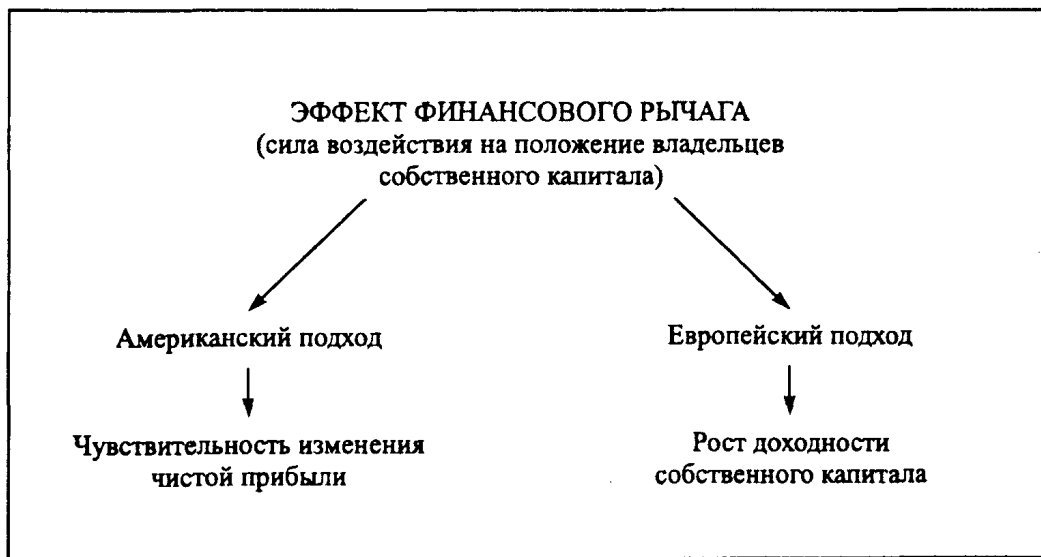 ЭФФЕКТ ФИНАНСОВОГО РЫЧАГА
(сила воздействия на положение владельцев
собственного капитала)
Американский подход
Европейский подход
Чувствительность изменения
чистой прибыли
Рост доходности
собственного капитала